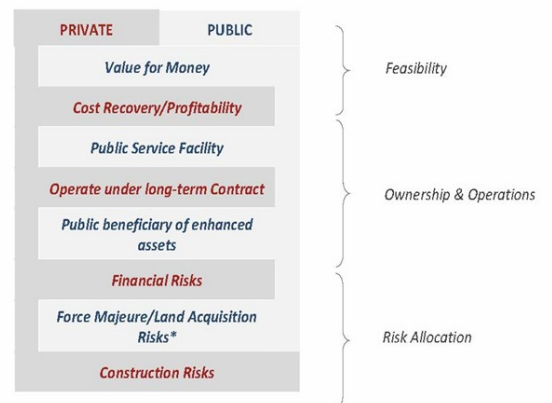 PRIVATE PUBLIC
Value for Money
Cost Recovery/Profitability
Feasibility
Public Service Facility
Operate under long-term Contract
Public beneficiary of enhanced
assets
Ownership & Operations
Financial Risks
Force Majeure/Land Acquisition
Risks*
Construction Risks
Risk Allocation